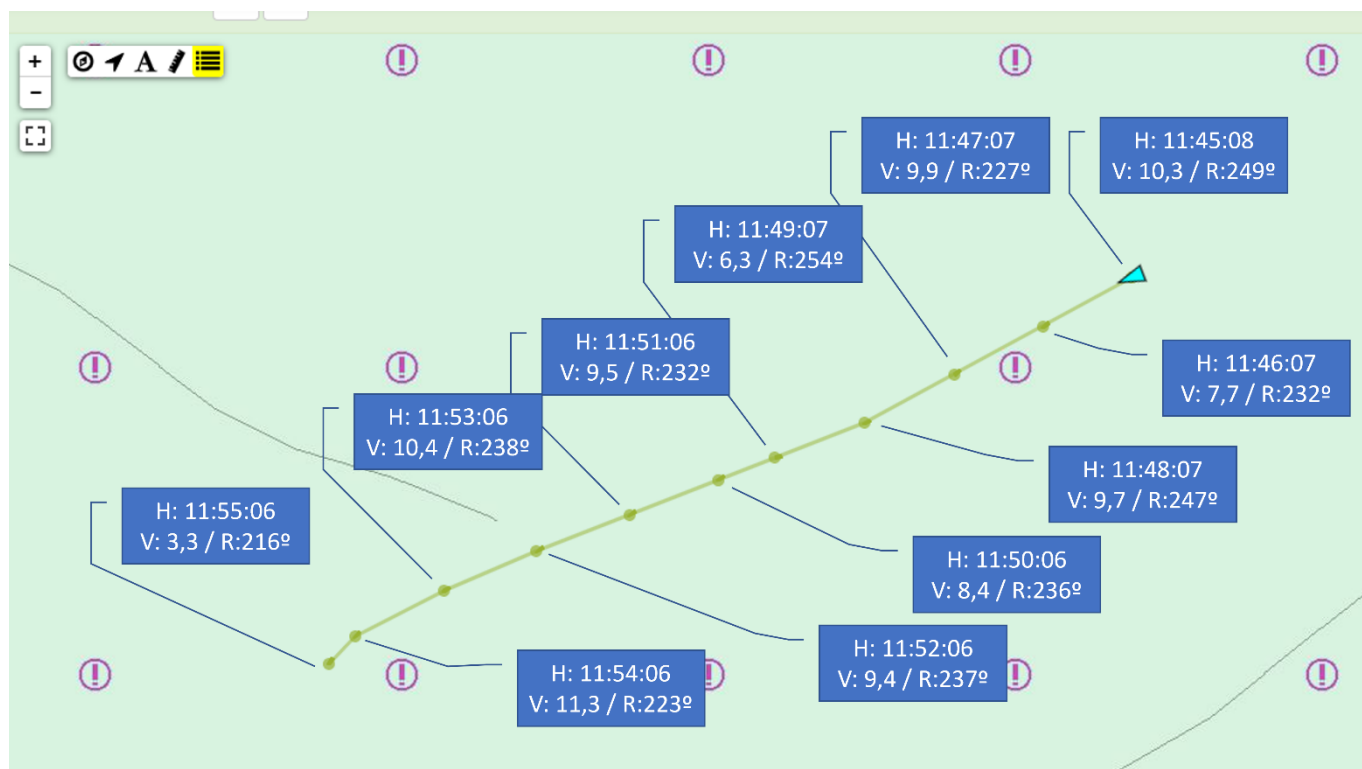 +
A
−
H: 11:47:07
V: 9,9 / R:227º
H: 11:45:08
V: 10,3 / R:249º
H: 11:49:07
V: 6,3 / R:254º
H: 11:51:06
V: 9,5 / R:232º
H: 11:46:07
V: 7,7 / R:232º
H: 11:53:06
V: 10,4 / R:238º
H: 11:48:07
V: 9,7 / R:247º
H: 11:55:06
V: 3,3 / R:216º
H: 11:50:06
V: 8,4 / R:236º
H: 11:52:06
V: 9,4 / R:237º
H: 11:54:06
V: 11,3 / R:223º